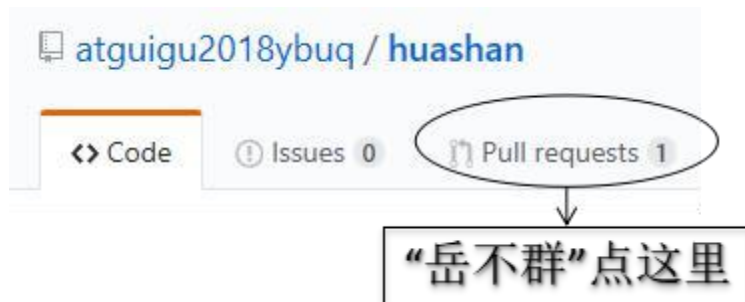 atguigu2018ybuq / huashan
<> Code Issues 0 Pull requests 1
“岳不群”点这里